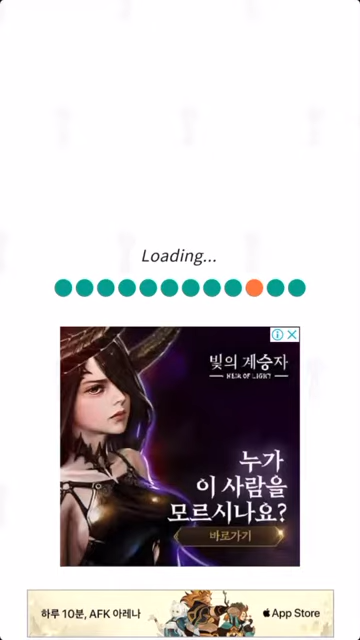 Loading...
빛의 계승자
HEIR OF LIGHT
누가
이 사람을
모르시나요?
바로가기
하루 10분, AFK 아레나
App Store